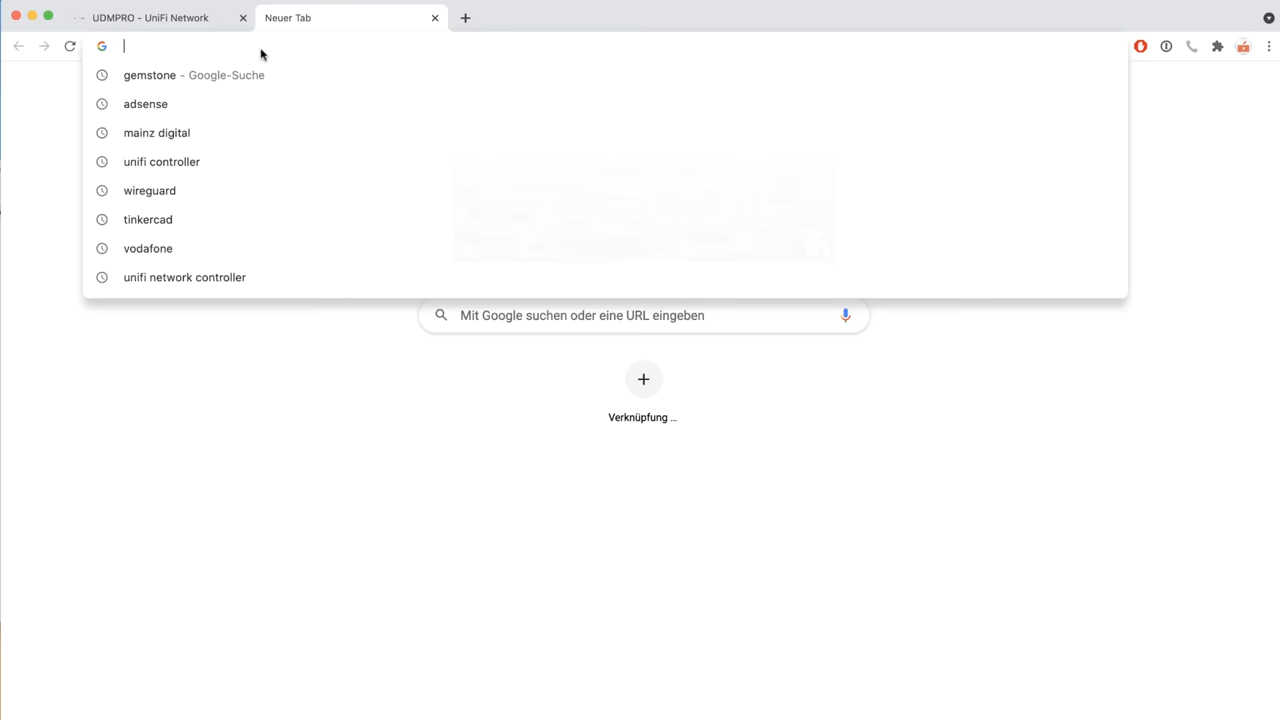 UDMPRO - UniFi Network
Neuer Tab
gemstone - Google-Suche
adsense
mainz digital
unifi controller
wireguard
tinkercad
vodafone
unifi network controller
Mit Google suchen oder eine URL eingeben
Verknüpfung ...